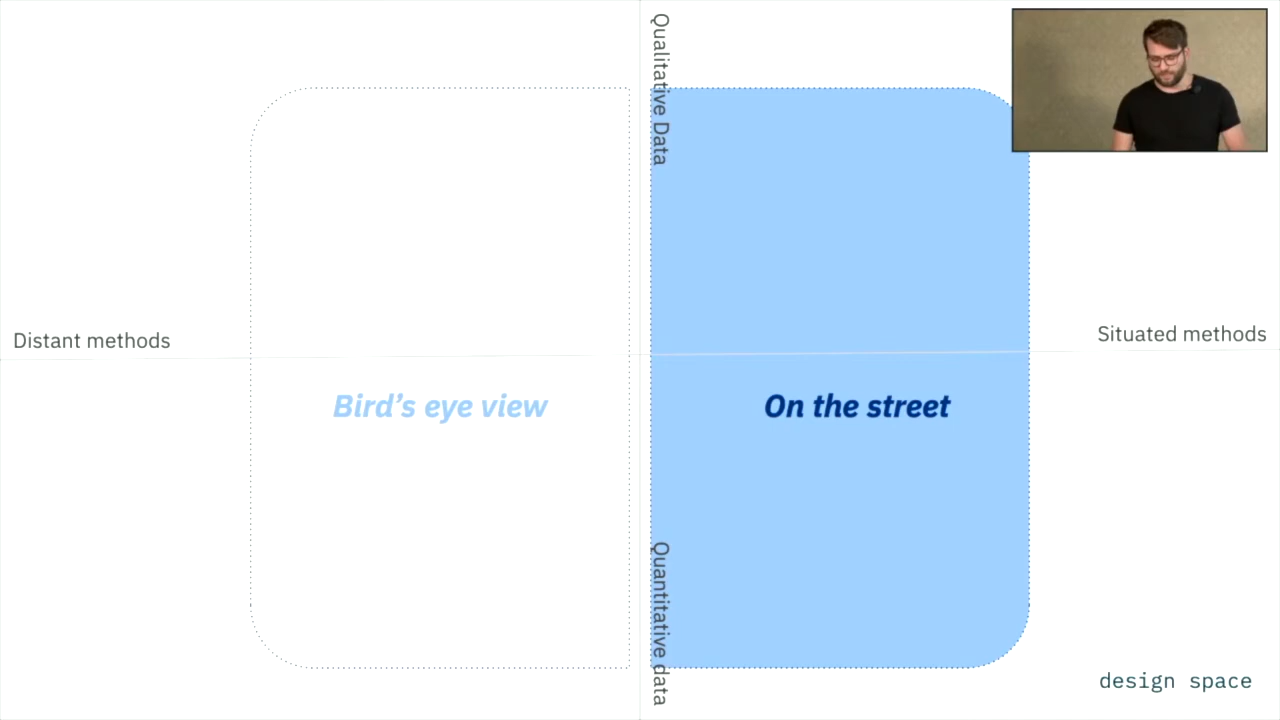 Qualitative Data
Distant methods
Situated methods
Bird's eye view
On the street
Quantitative data
design space